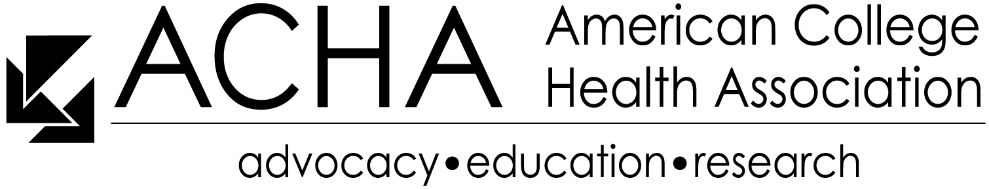 ACHA
American College
Health Association
advocacy•education•research